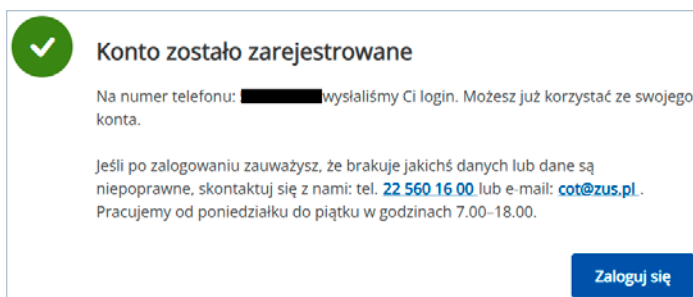 Konto zostało zarejestrowane
Na numer telefonu: wysłaliśmy Ci login. Możesz już korzystać ze swojego
konta.
Jeśli po zalogowaniu zauważysz, że brakuje jakichś danych lub dane są
niepoprawne, skontaktuj się z nami: tel. 22 560 16 00 lub e-mail: cot@zus.pl .
Pracujemy od poniedziałku do piątku w godzinach 7.00–18.00.
Zaloguj się